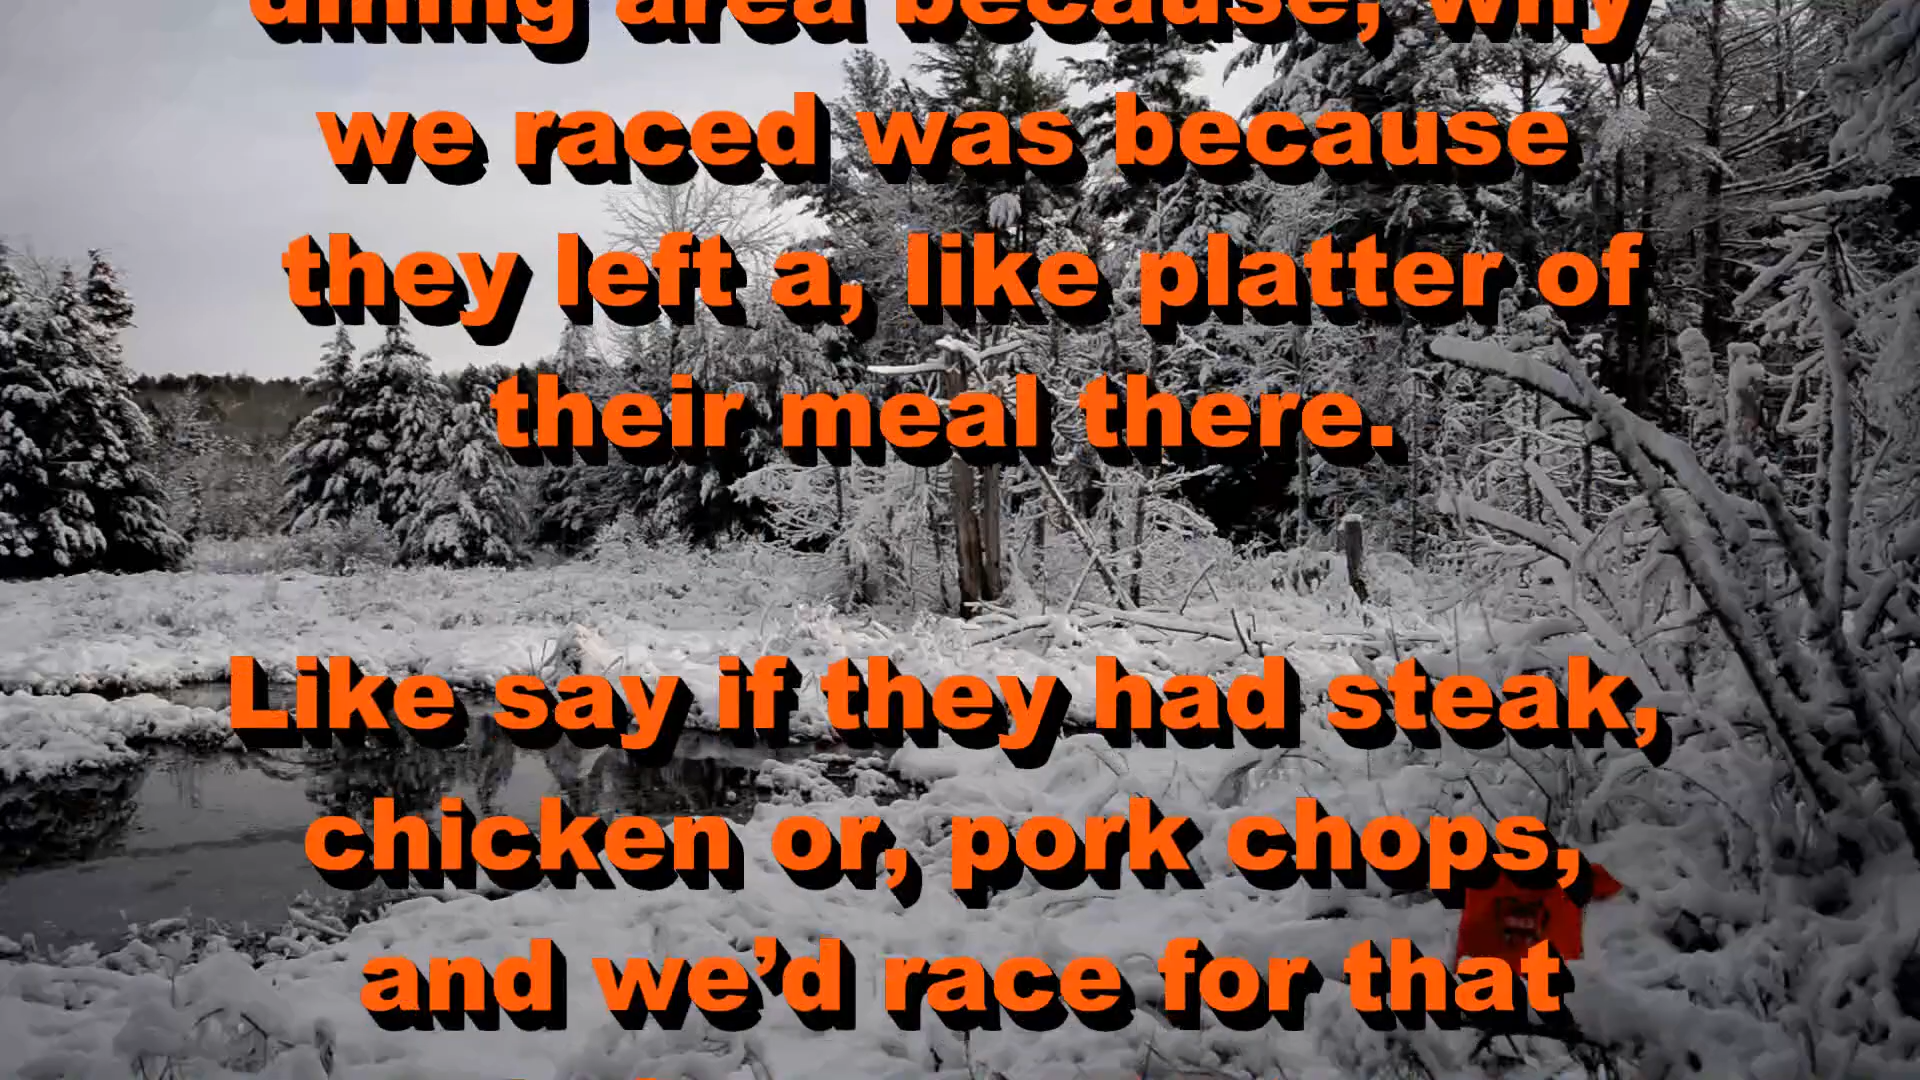 dining area because, why
we raced was because
they left a, like platter of
their meal there.
Like say if they had steak,
chicken or, pork chops,
and we’d race for that